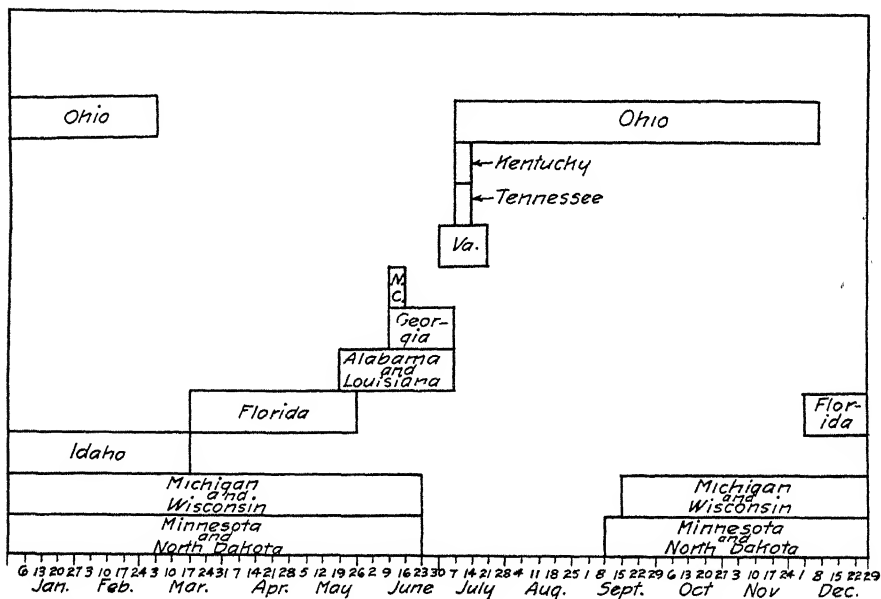 Ohio
Ohio
Kentucky
Tennessee
Va.
N.
C.
Geor-
gia
Alabama
and
Louisiana
Florida
Flor-
ida
Idaho
Michigan
and
Wisconsin
Michigan
and
Wisconsin
Minnesota
and
North Dakota
Minnesota
and
North Dakota
6 13 20 27 3 10 17 24 3 10 17 24 31 7 14 21 28 5 12 19 26 2 9 16 23 30 7 14 21 28 4 11 18 25 1 8 15 22 29 6 13 20 27 3 10 17 24 1 8 15 22 29
Jan. Feb. Mar. Apr. May June July Aug. Sept. Oct Nov Dec.